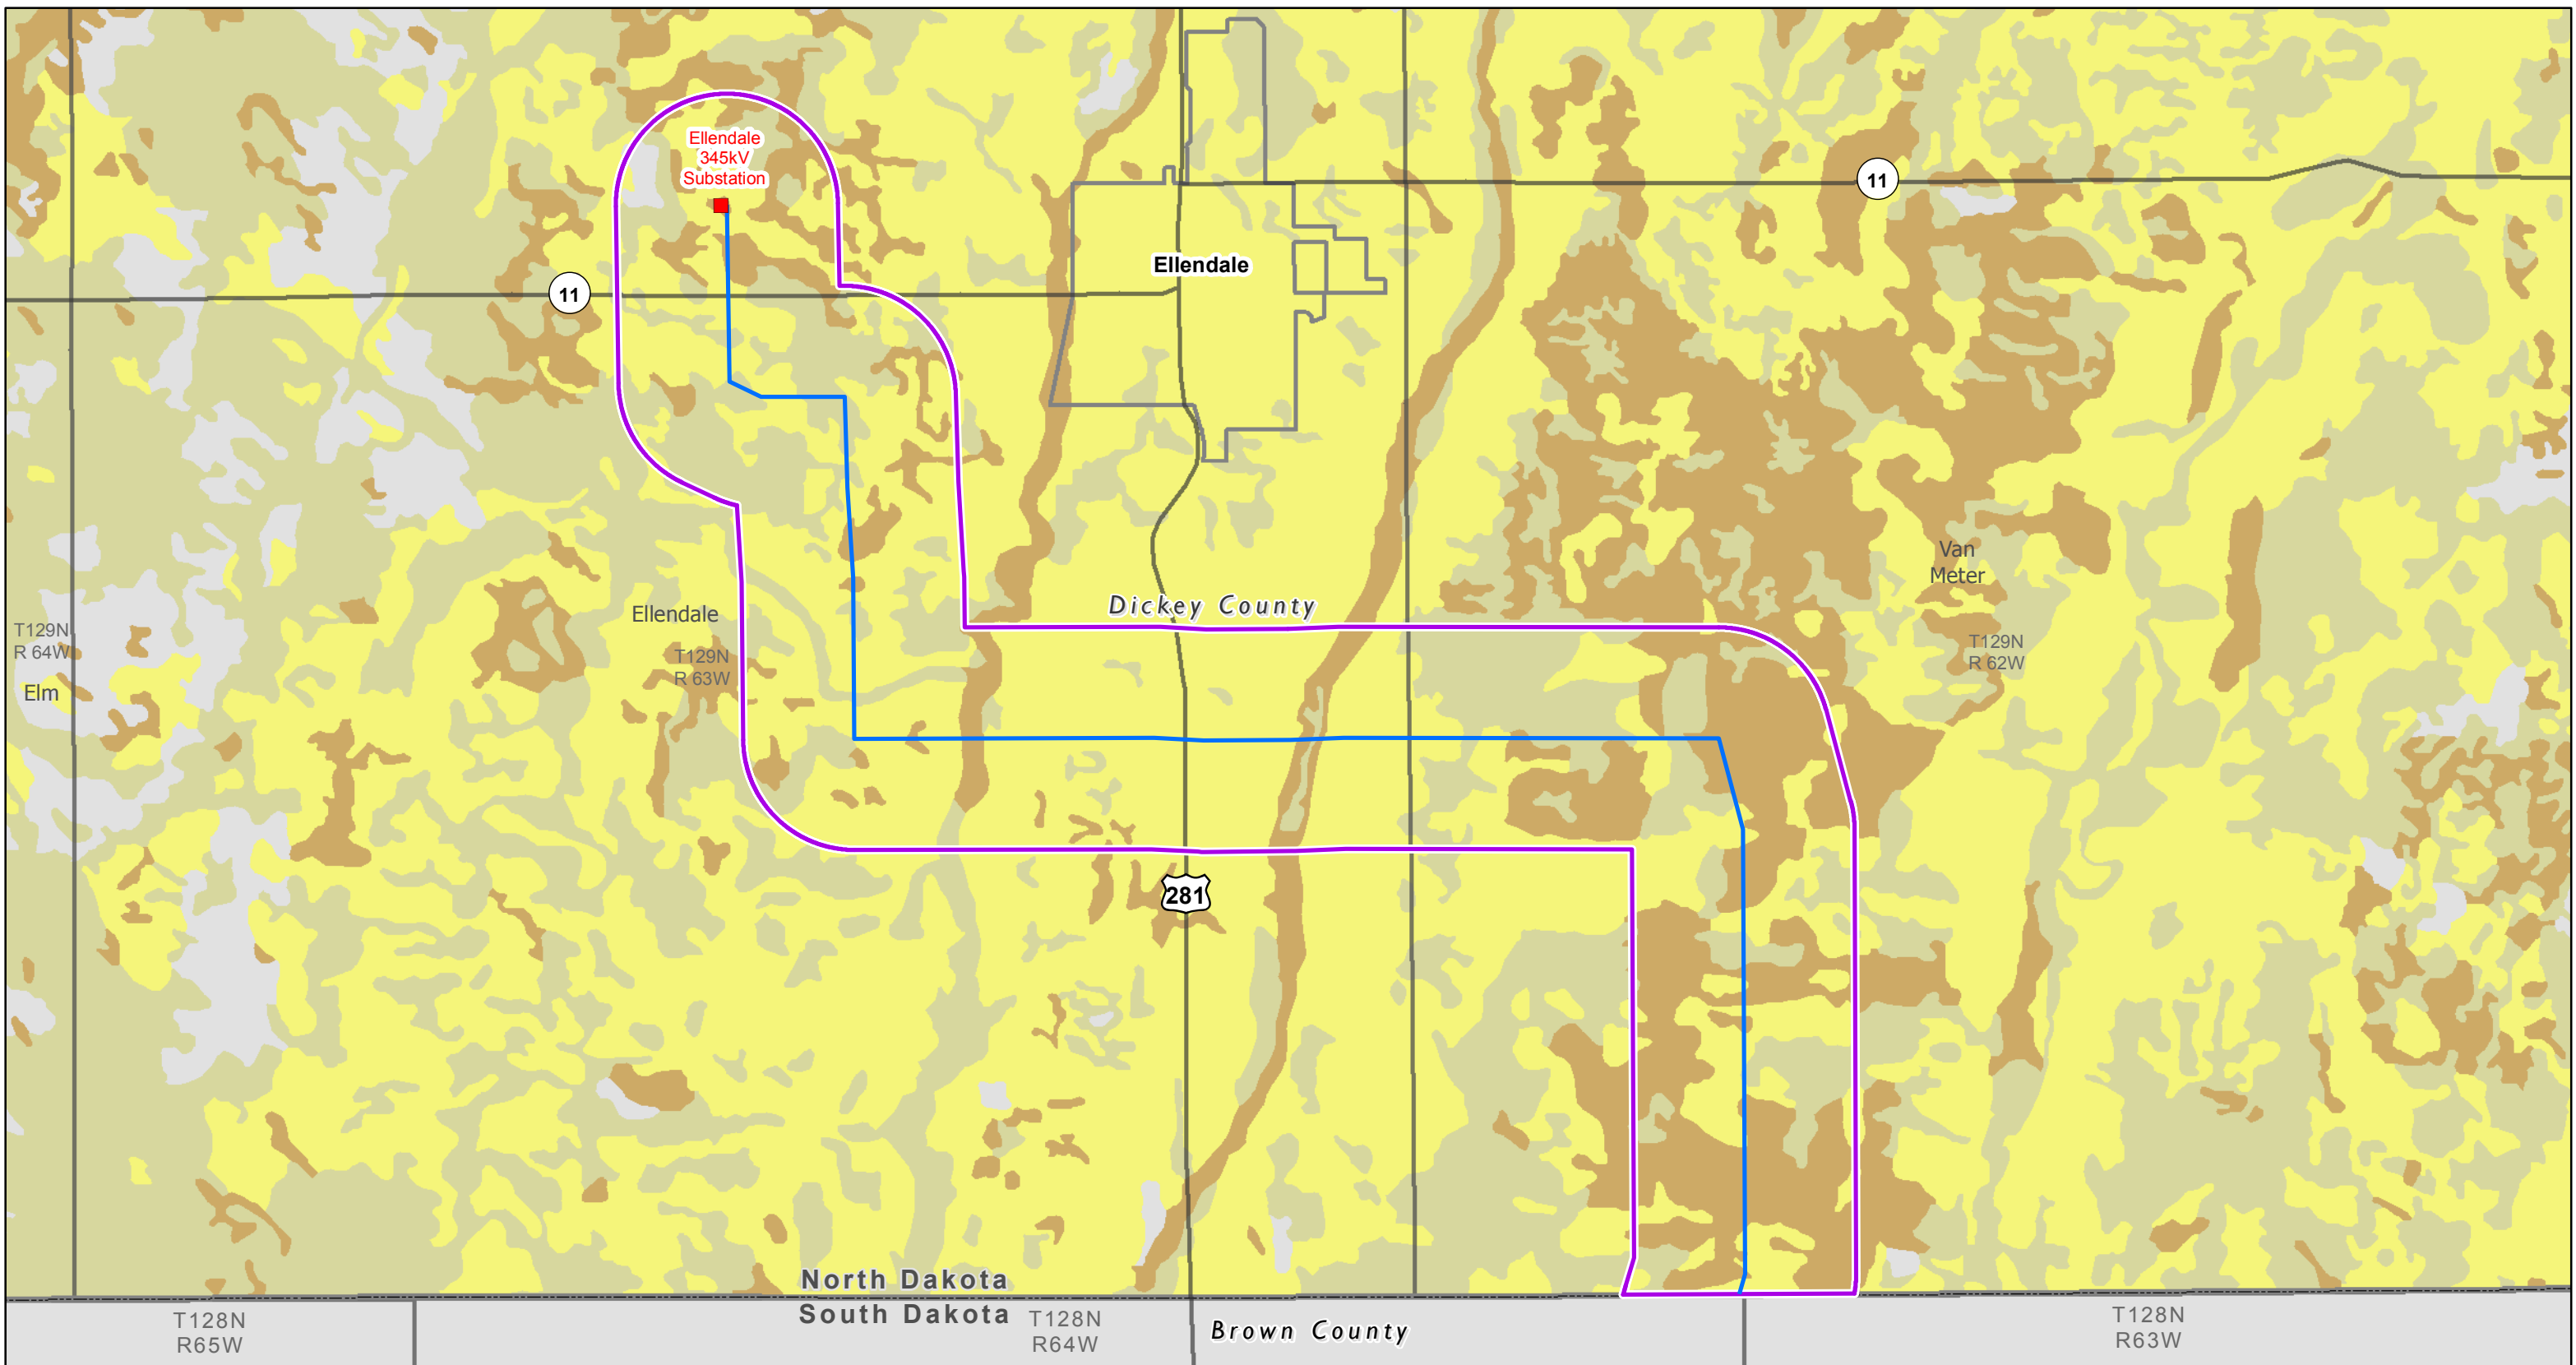 Ellendale
345kV
Substation
11
11
Ellendale
Van
Meter
Dickey County
Ellendale
T129N
R 64W
T129N
R 63W
T129N
R 62W
Elm
281
North Dakota
South Dakota
T128N
R65W
T128N
R64W
Brown County
T128N
R63W